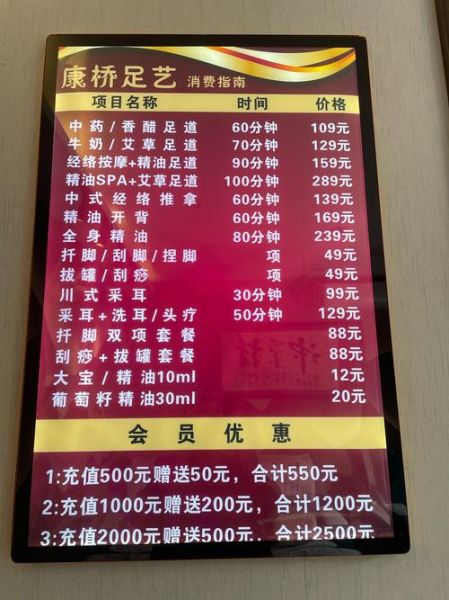 康桥足艺 消费指南
项目名称 时间 价格
中药/香醋足道 60分钟 109元
牛奶/艾草足道 70分钟 129元
经络按摩+精油足道 90分钟 159元
精油SPA+艾草足道 100分钟 289元
中式经络推拿 60分钟 139元
精油开背 60分钟 169元
全身精油 80分钟 239元
扦脚/刮脚/捏脚 项 49元
拔罐/刮痧 项 49元
川式采耳 30分钟 99元
采耳+洗耳/头疗 50分钟 129元
扦脚双项套餐 88元
刮痧+拔罐套餐 88元
大宝/精油10ml 12元
葡萄籽精油30ml 20元
会员优惠
1:充值500元赠送50元，合计550元
2:充值1000元赠送200元，合计1200元
3:充值2000元赠送500元，合计2500元